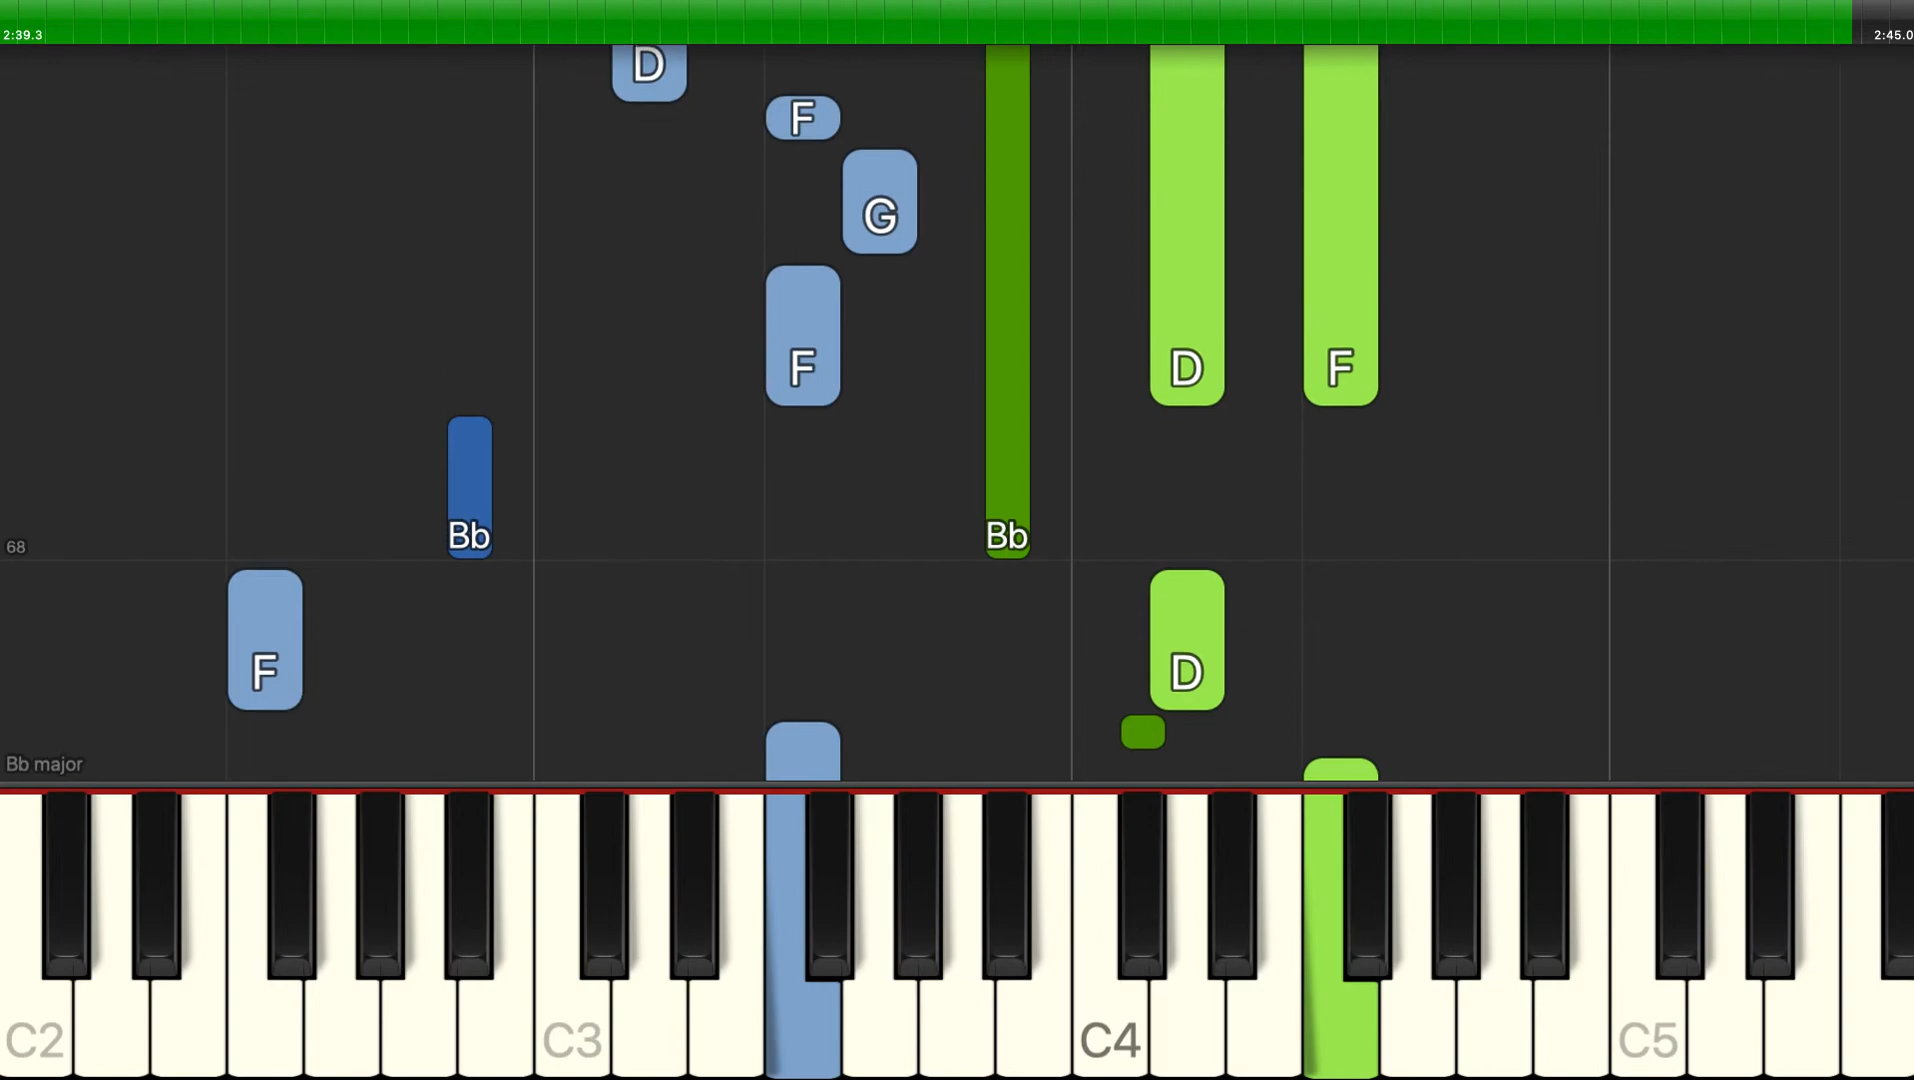 2:39.3 2:45.0
D
F
G
F D F
Bb Bb
68
F D
Bb major
C2 C3 C4 C5